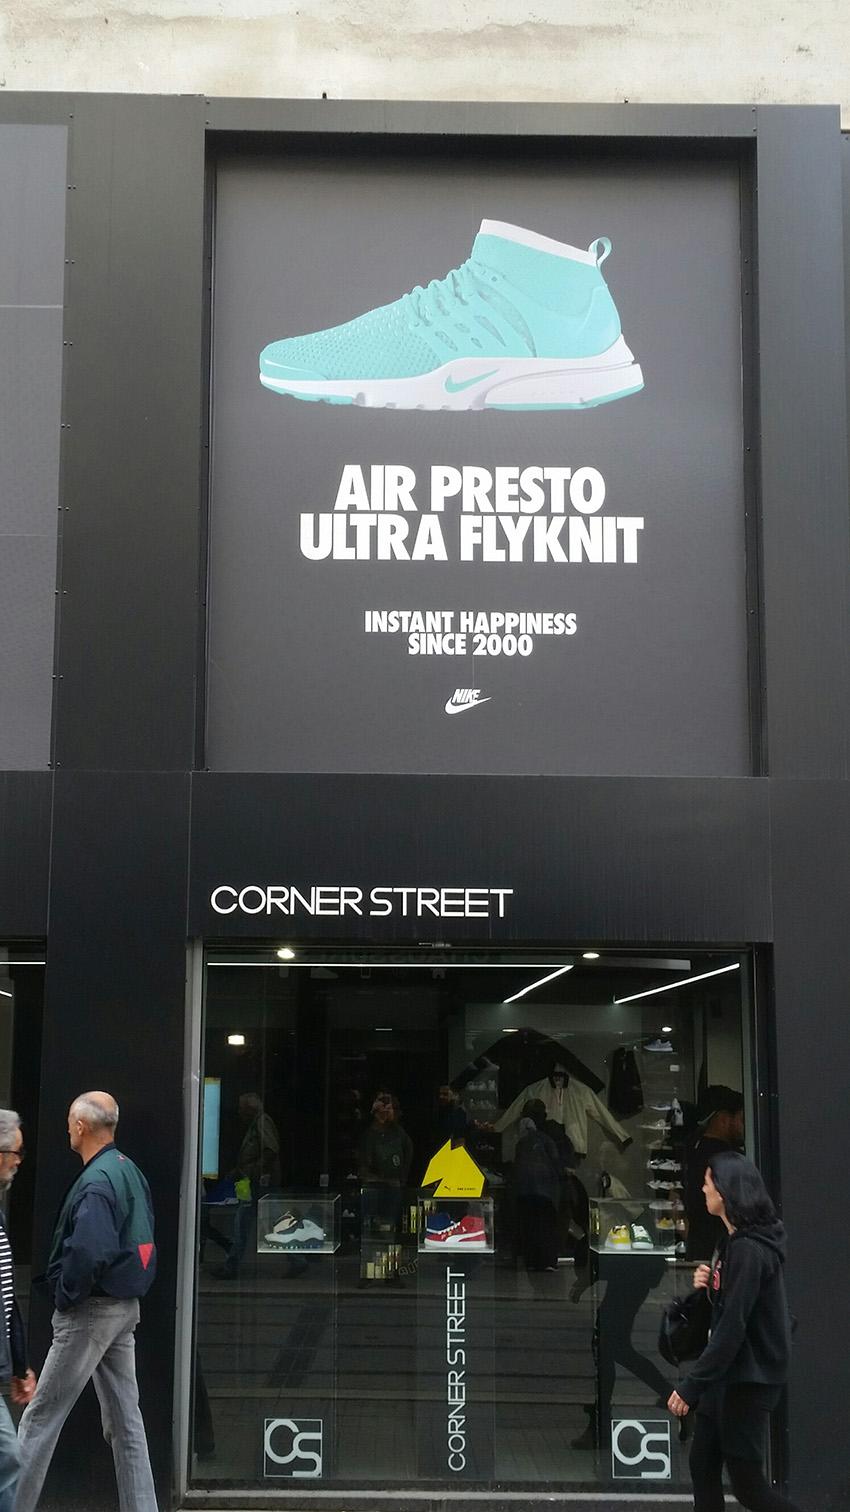 AIR PRESTO
ULTRA FLYKNIT
INSTANT HAPPINESS
SINCE 2000
NIKE
CORNER STREET
CORNER STREET
CS
CS